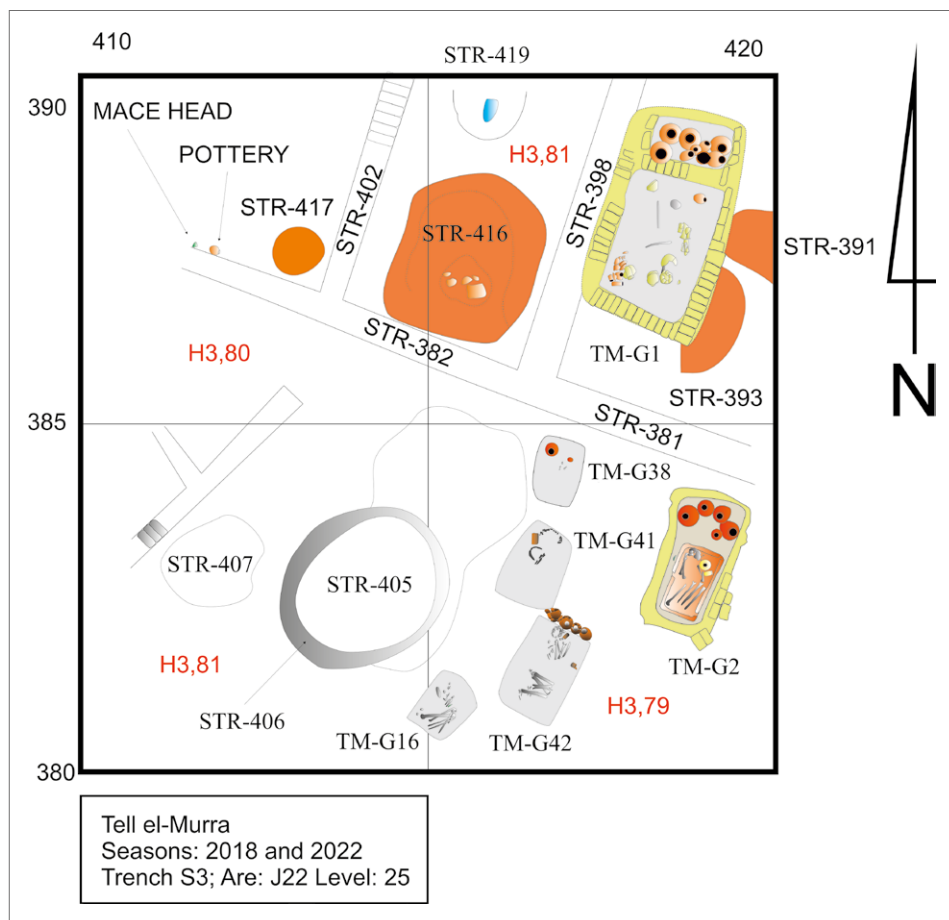 410
420
STR-419
390
MACE HEAD
POTTERY
H3,81
STR-398
STR-402
STR-417
STR-416
STR-391
H3,80
STR-382
TM-G1
STR-393
385
STR-381
TM-G38
TM-G41
STR-407
STR-405
H3,81
TM-G2
H3,79
STR-406
TM-G16
TM-G42
380
N
Tell el-Murra
Seasons: 2018 and 2022
Trench S3; Are: J22 Level: 25